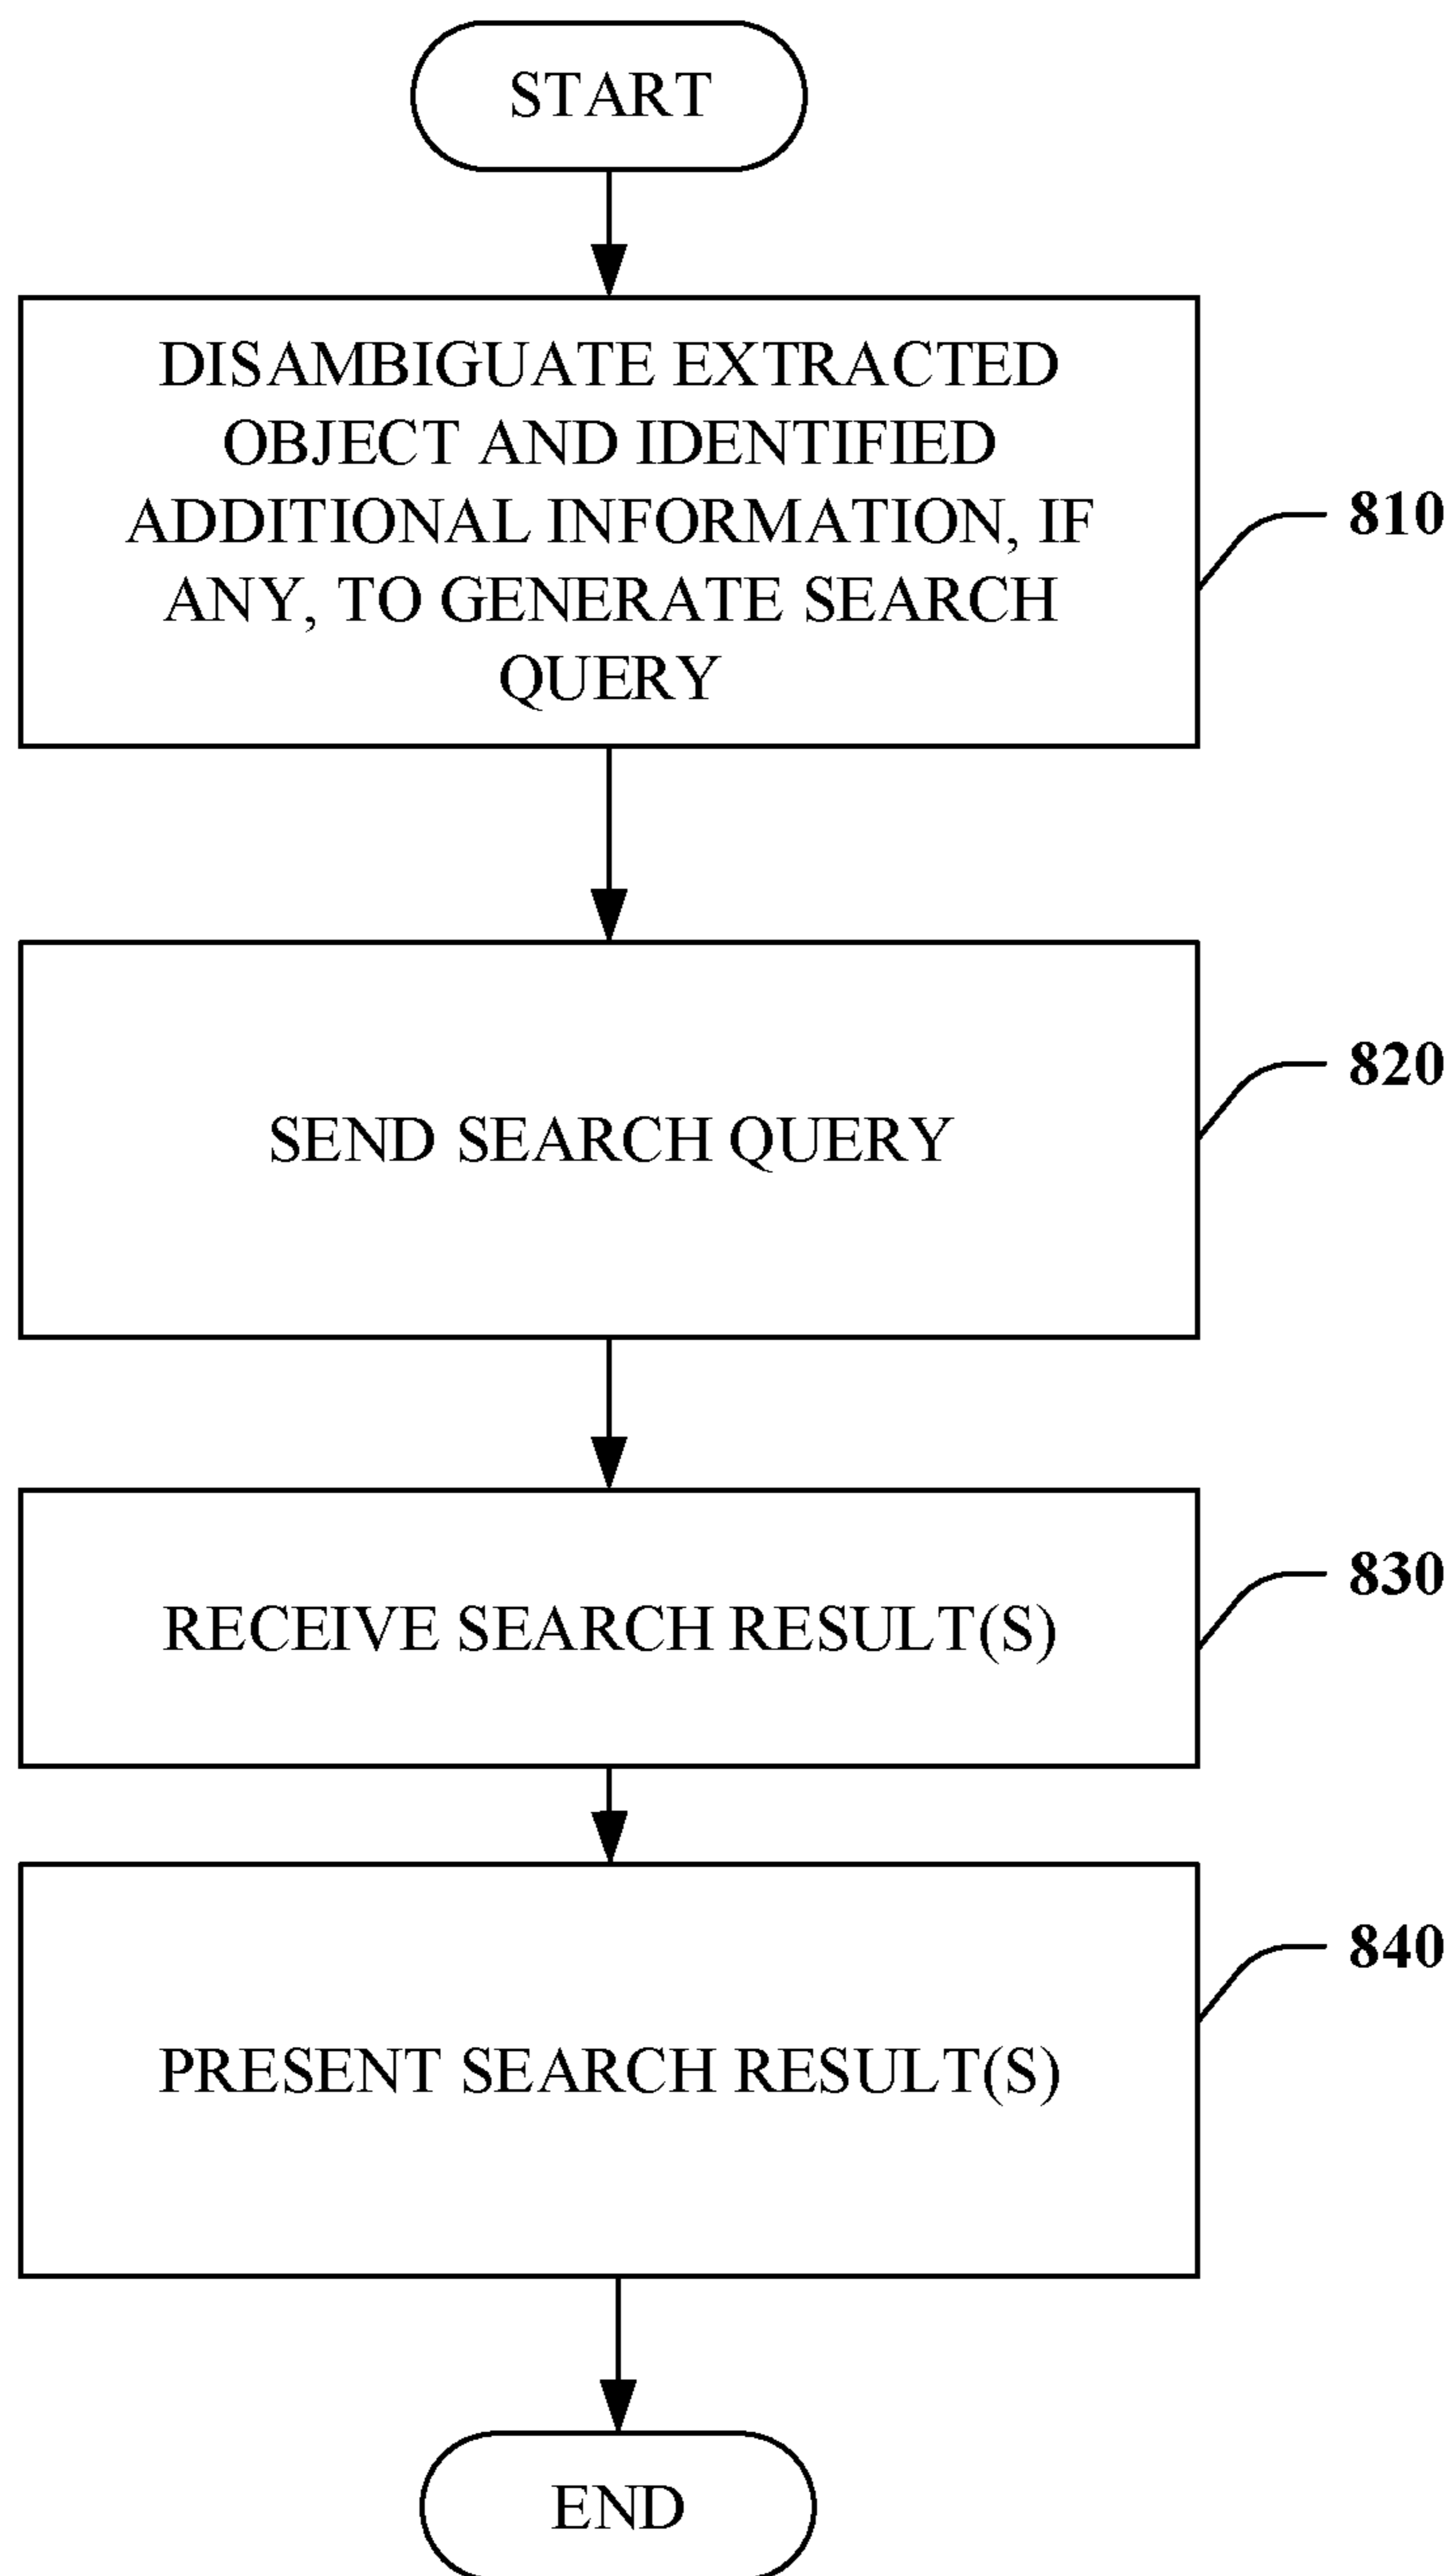 START
DISAMBIGUATE EXTRACTED
OBJECT AND IDENTIFIED
ADDITIONAL INFORMATION, IF
ANY, TO GENERATE SEARCH
QUERY
810
SEND SEARCH QUERY
820
RECEIVE SEARCH RESULT(S)
830
PRESENT SEARCH RESULT(S)
840
END